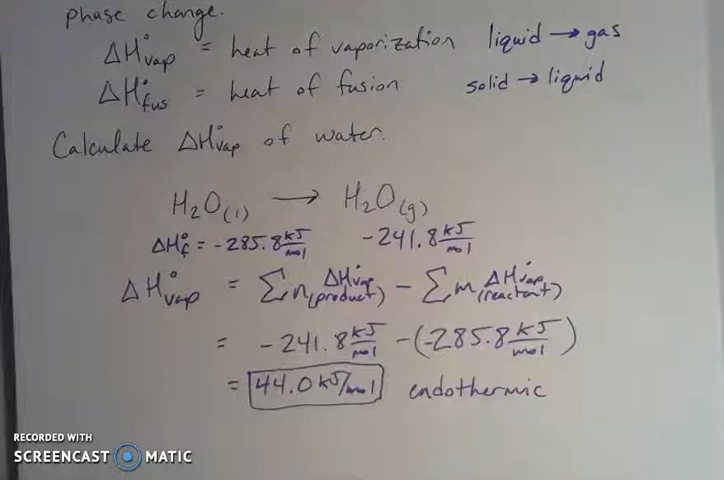 phase change.
ΔH°vap = heat of vaporization liquid → gas
ΔH°fus = heat of fusion solid → liquid
Calculate ΔH°vap of water.
H₂O(l) → H₂O(g)
ΔH°f = -285.8 kJ/mol -241.8 kJ/mol
ΔH°vap = Σ n ΔH°vap (product) - Σ m ΔH°vap (reactant)
= -241.8 kJ/mol - (-285.8 kJ/mol)
= 44.0 kJ/mol endothermic
RECORDED WITH
SCREENCAST MATIC